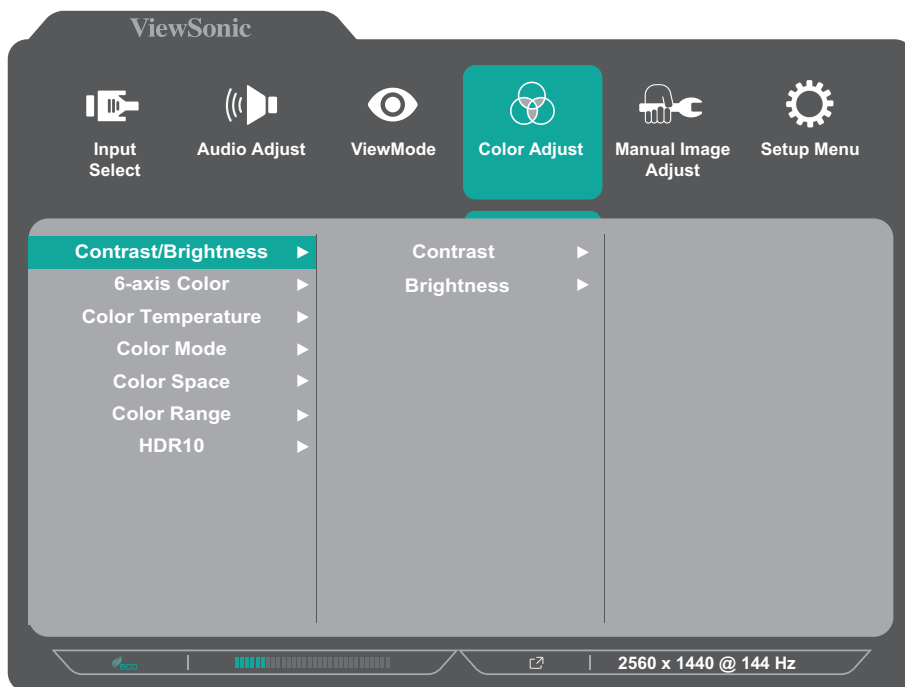 ViewSonic
Input
Select
Audio Adjust
ViewMode
Color Adjust
Manual Image
Adjust
Setup Menu
Contrast/Brightness
6-axis Color
Color Temperature
Color Mode
Color Space
Color Range
HDR10
Contrast
Brightness
eco
2560 x 1440 @ 144 Hz